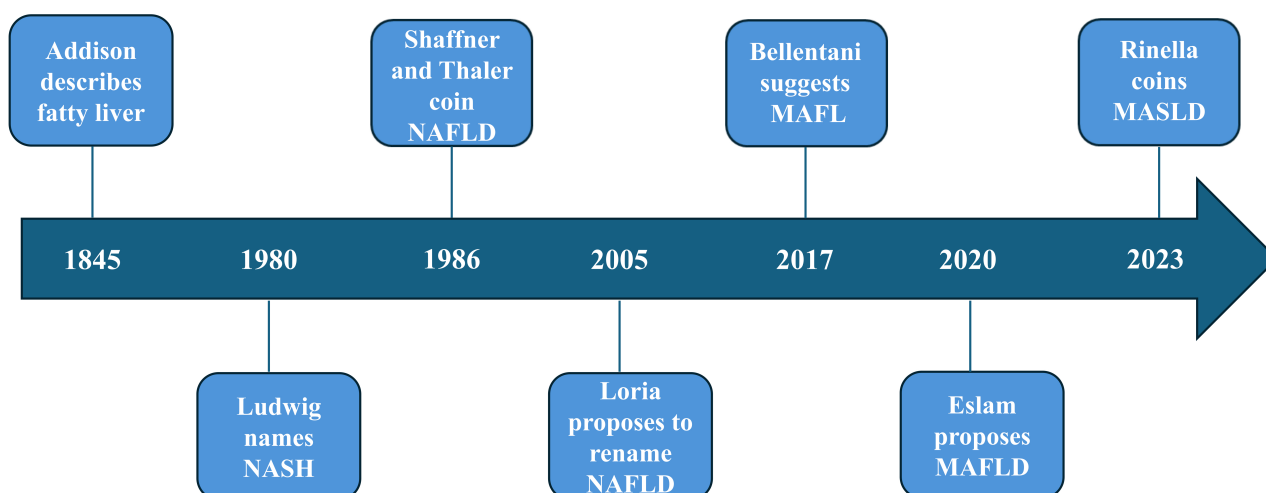 Addison
describes
fatty liver
Shaffner
and Thaler
coin
NAFLD
Bellentani
suggests
MAFL
Rinella
coins
MASLD
1845
1980
1986
2005
2017
2020
2023
Ludwig
names
NASH
Loria
proposes to
rename
NAFLD
Eslam
proposes
MAFLD